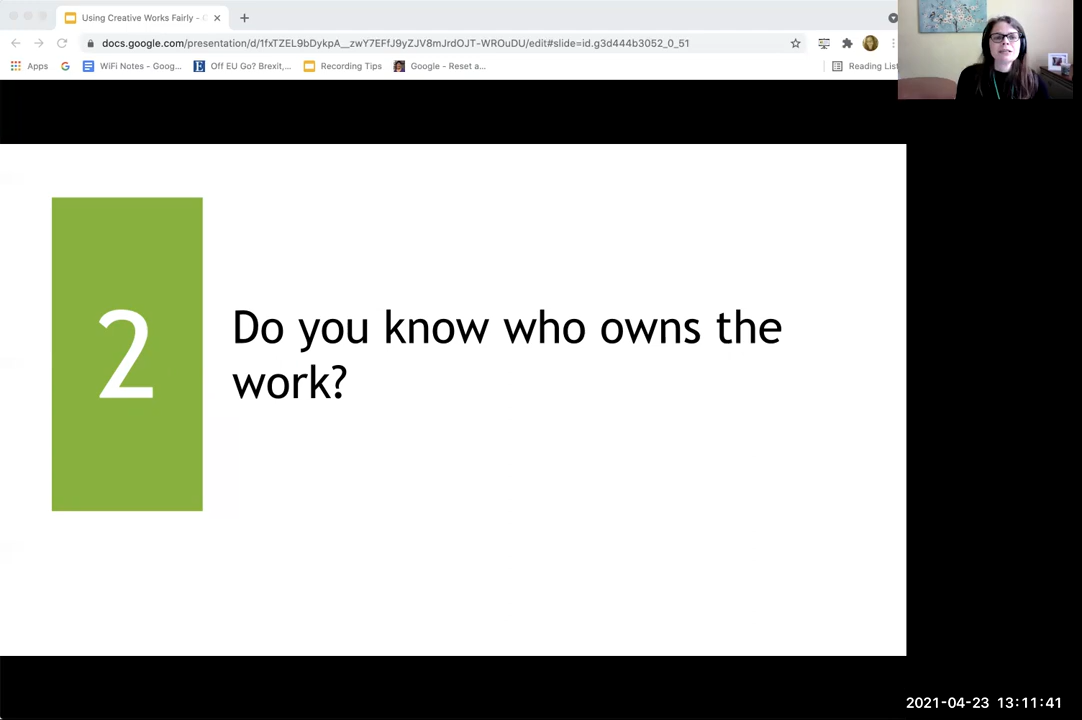 Using Creative Works Fairly - G
docs.google.com/presentation/d/1fxTZEL9bDykpA__zwY7EFfJ9yZJV8mJrdOJT-WROuDU/edit#slide=id.g3d444b3052_0_51
Apps
WiFi Notes - Goog...
Off EU Go? Brexit,...
Recording Tips
Google - Reset a...
Reading List
2
Do you know who owns the
work?
2021-04-23 13:11:41